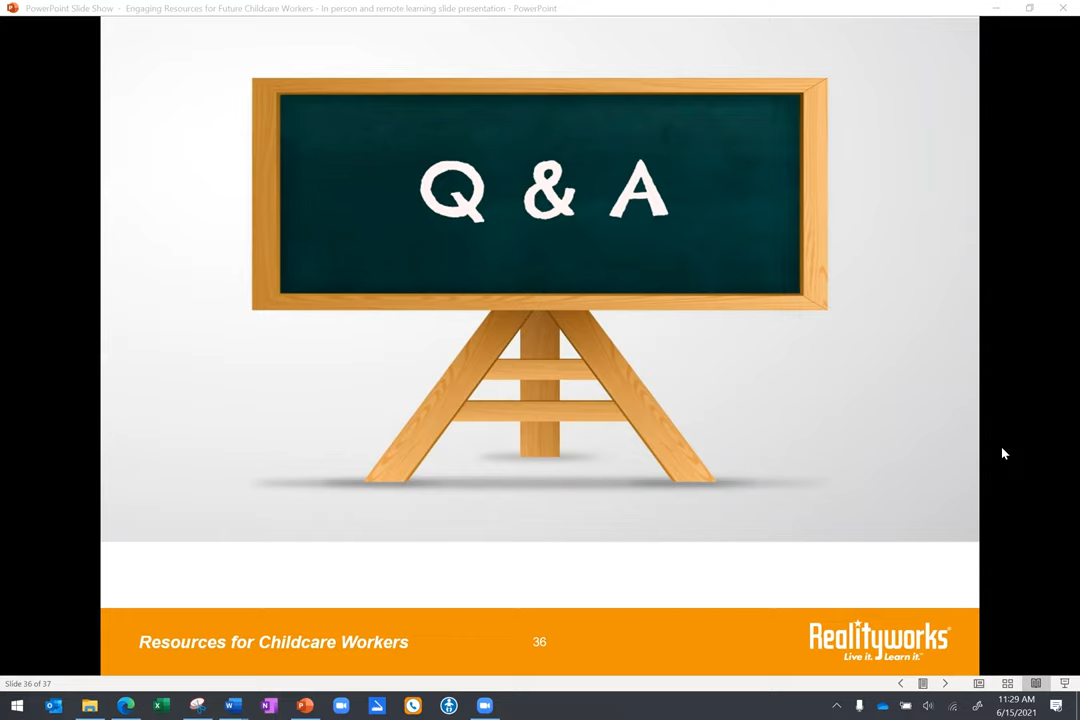 PowerPoint Slide Show - Engaging Resources for Future Childcare Workers - In person and remote learning slide presentation - PowerPoint
Q & A
Resources for Childcare Workers
36
Realityworks®
Live it. Learn it.™
Slide 36 of 37
11:29 AM
6/15/2021